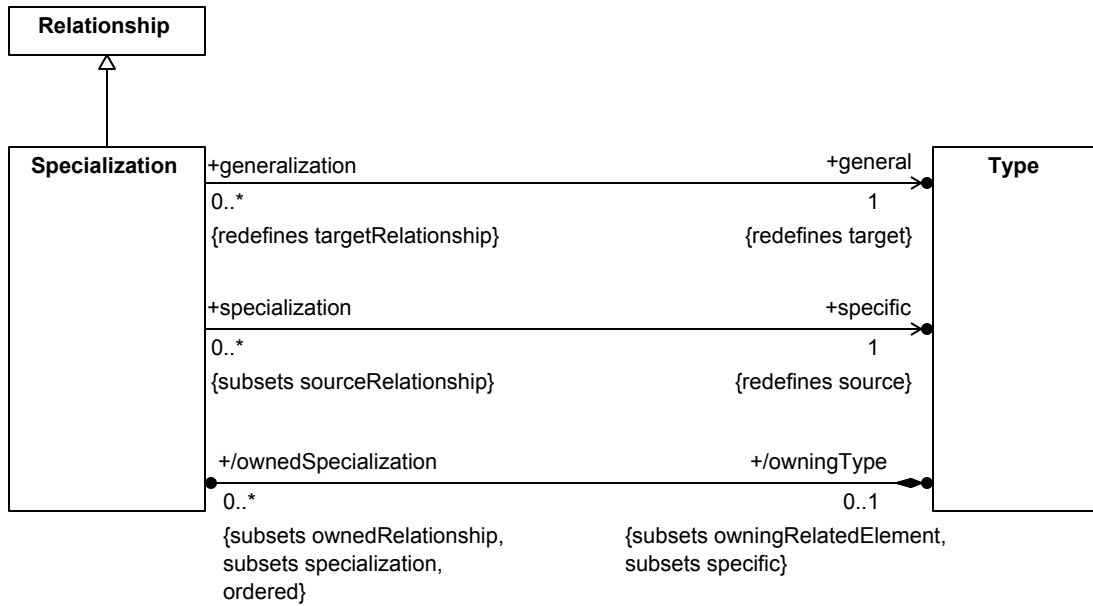 Relationship
Specialization
+generalization
+general
Type
0..*
1
{redefines targetRelationship}
{redefines target}
+specialization
+specific
0..*
1
{subsets sourceRelationship}
{redefines source}
+/ownedSpecialization
+/owningType
0..*
0..1
{subsets ownedRelationship,
subsets specialization,
ordered}
{subsets owningRelatedElement,
subsets specific}